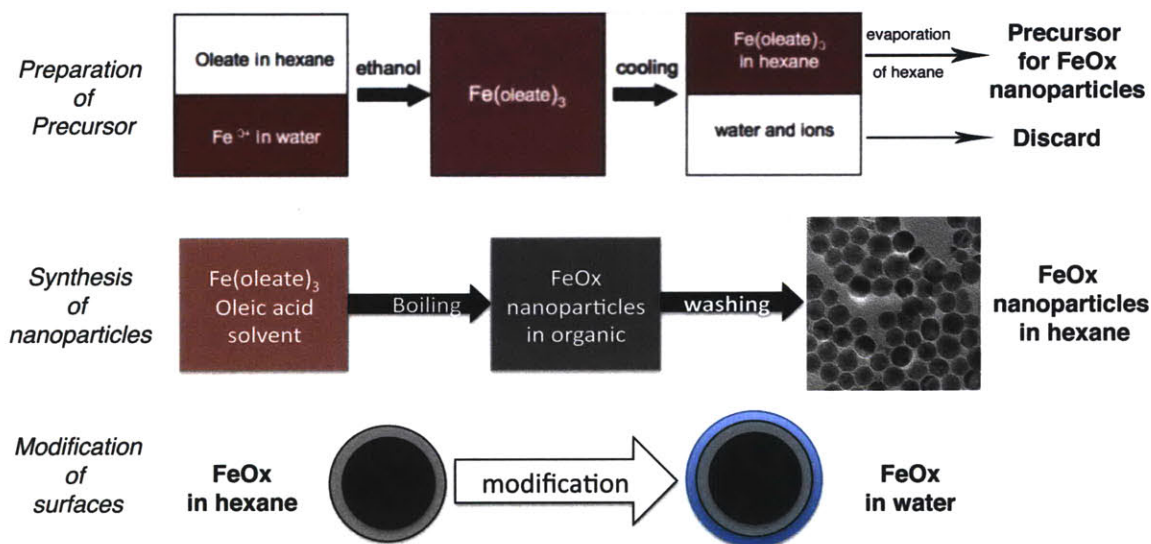 Preparation
of
Precursor
Oleate in hexane
Fe ³⁺ in water
ethanol
Fe(oleate)₃
cooling
Fe(oleate)₃
in hexane
water and ions
evaporation
of hexane
Precursor
for FeOx
nanoparticles
Discard
Synthesis
of
nanoparticles
Fe(oleate)₃
Oleic acid
solvent
Boiling
FeOx
nanoparticles
in organic
washing
FeOx
nanoparticles
in hexane
Modification
of
surfaces
FeOx
in hexane
modification
FeOx
in water